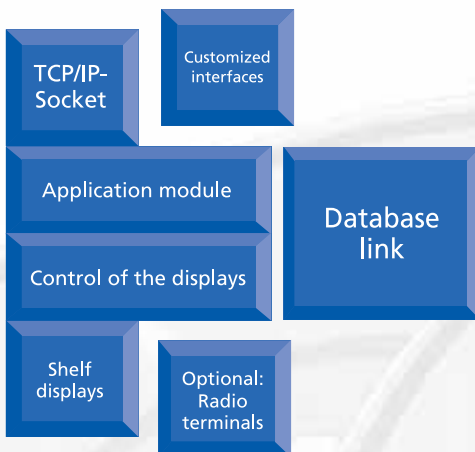 TCP/IP-
Socket
Customized
interfaces
Application module
Database
link
Control of the displays
Shelf
displays
Optional:
Radio
terminals